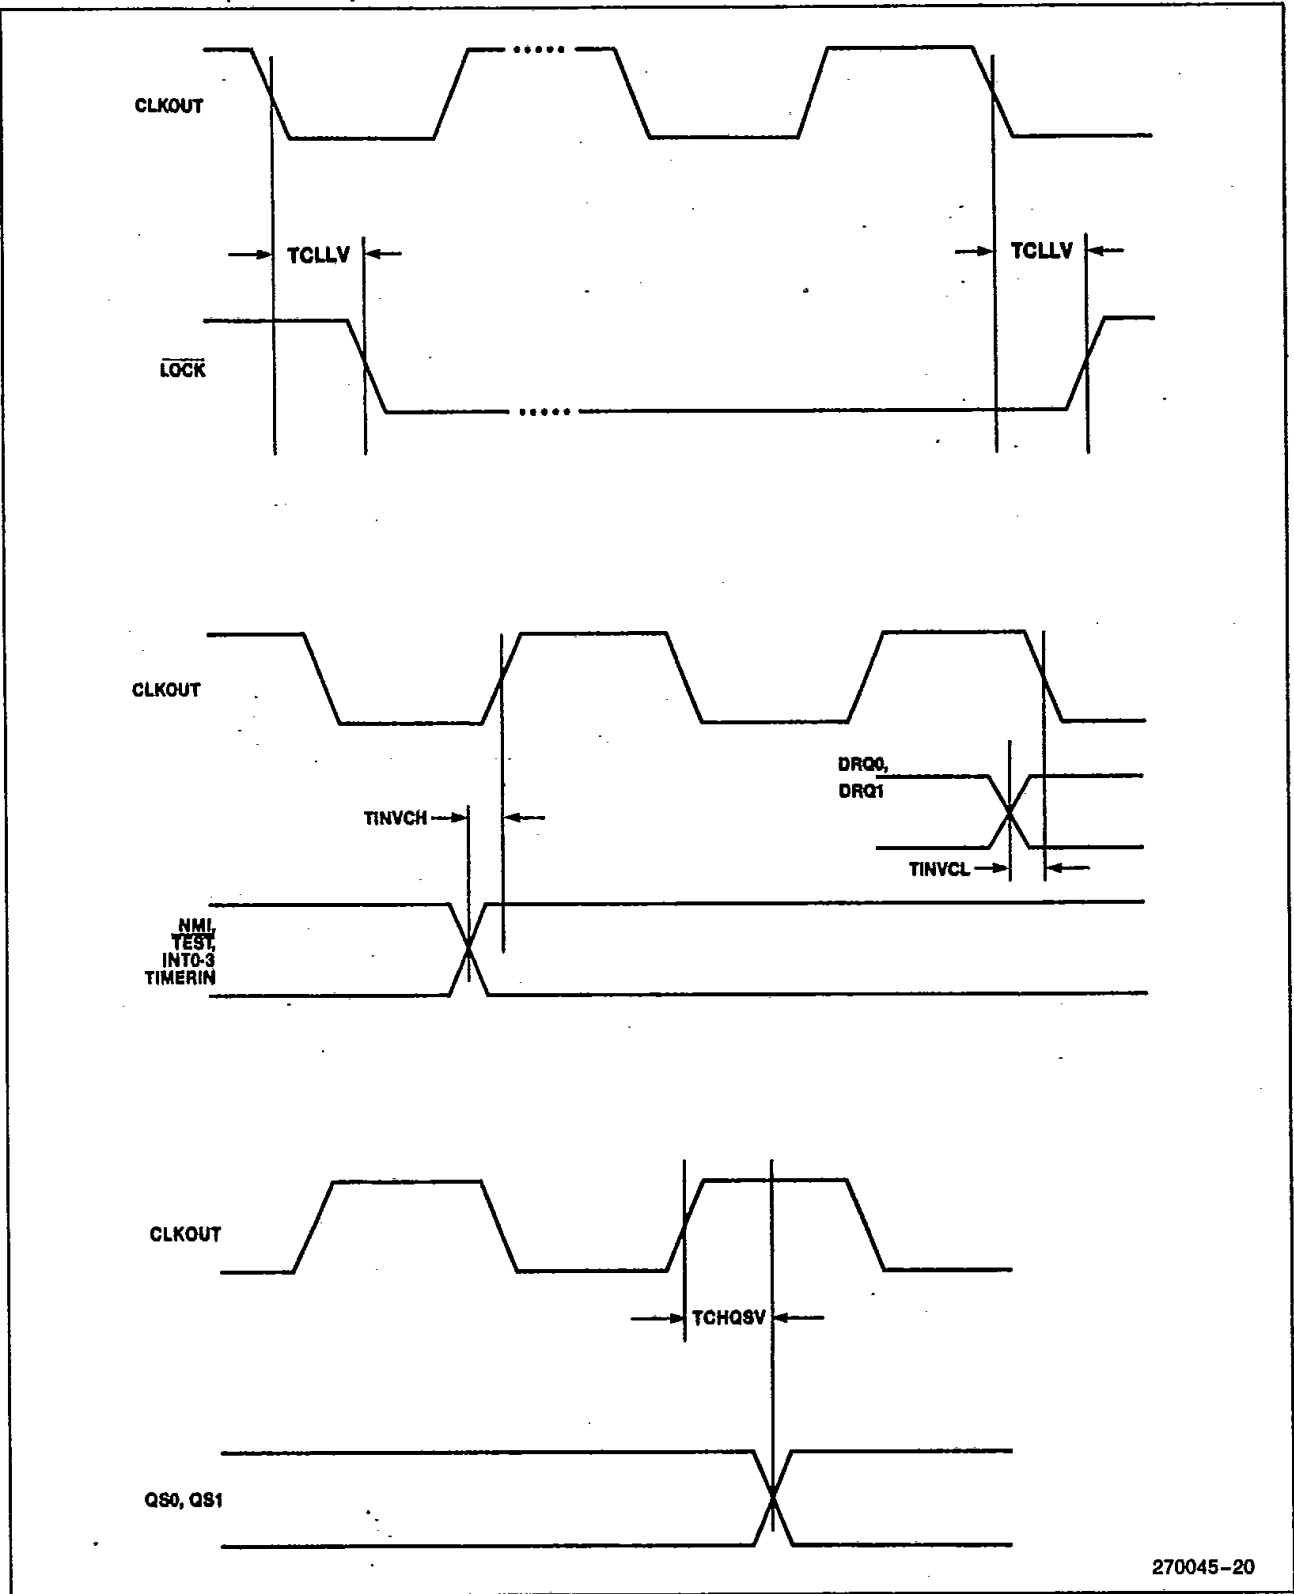 CLKOUT
TCLLV
TCLLV
LOCK
CLKOUT
DRQ0,
DRQ1
TINVCH
TINVCL
NMI,
TEST,
INT0-3
TIMERIN
CLKOUT
TCHQSV
QS0, QS1
270045-20